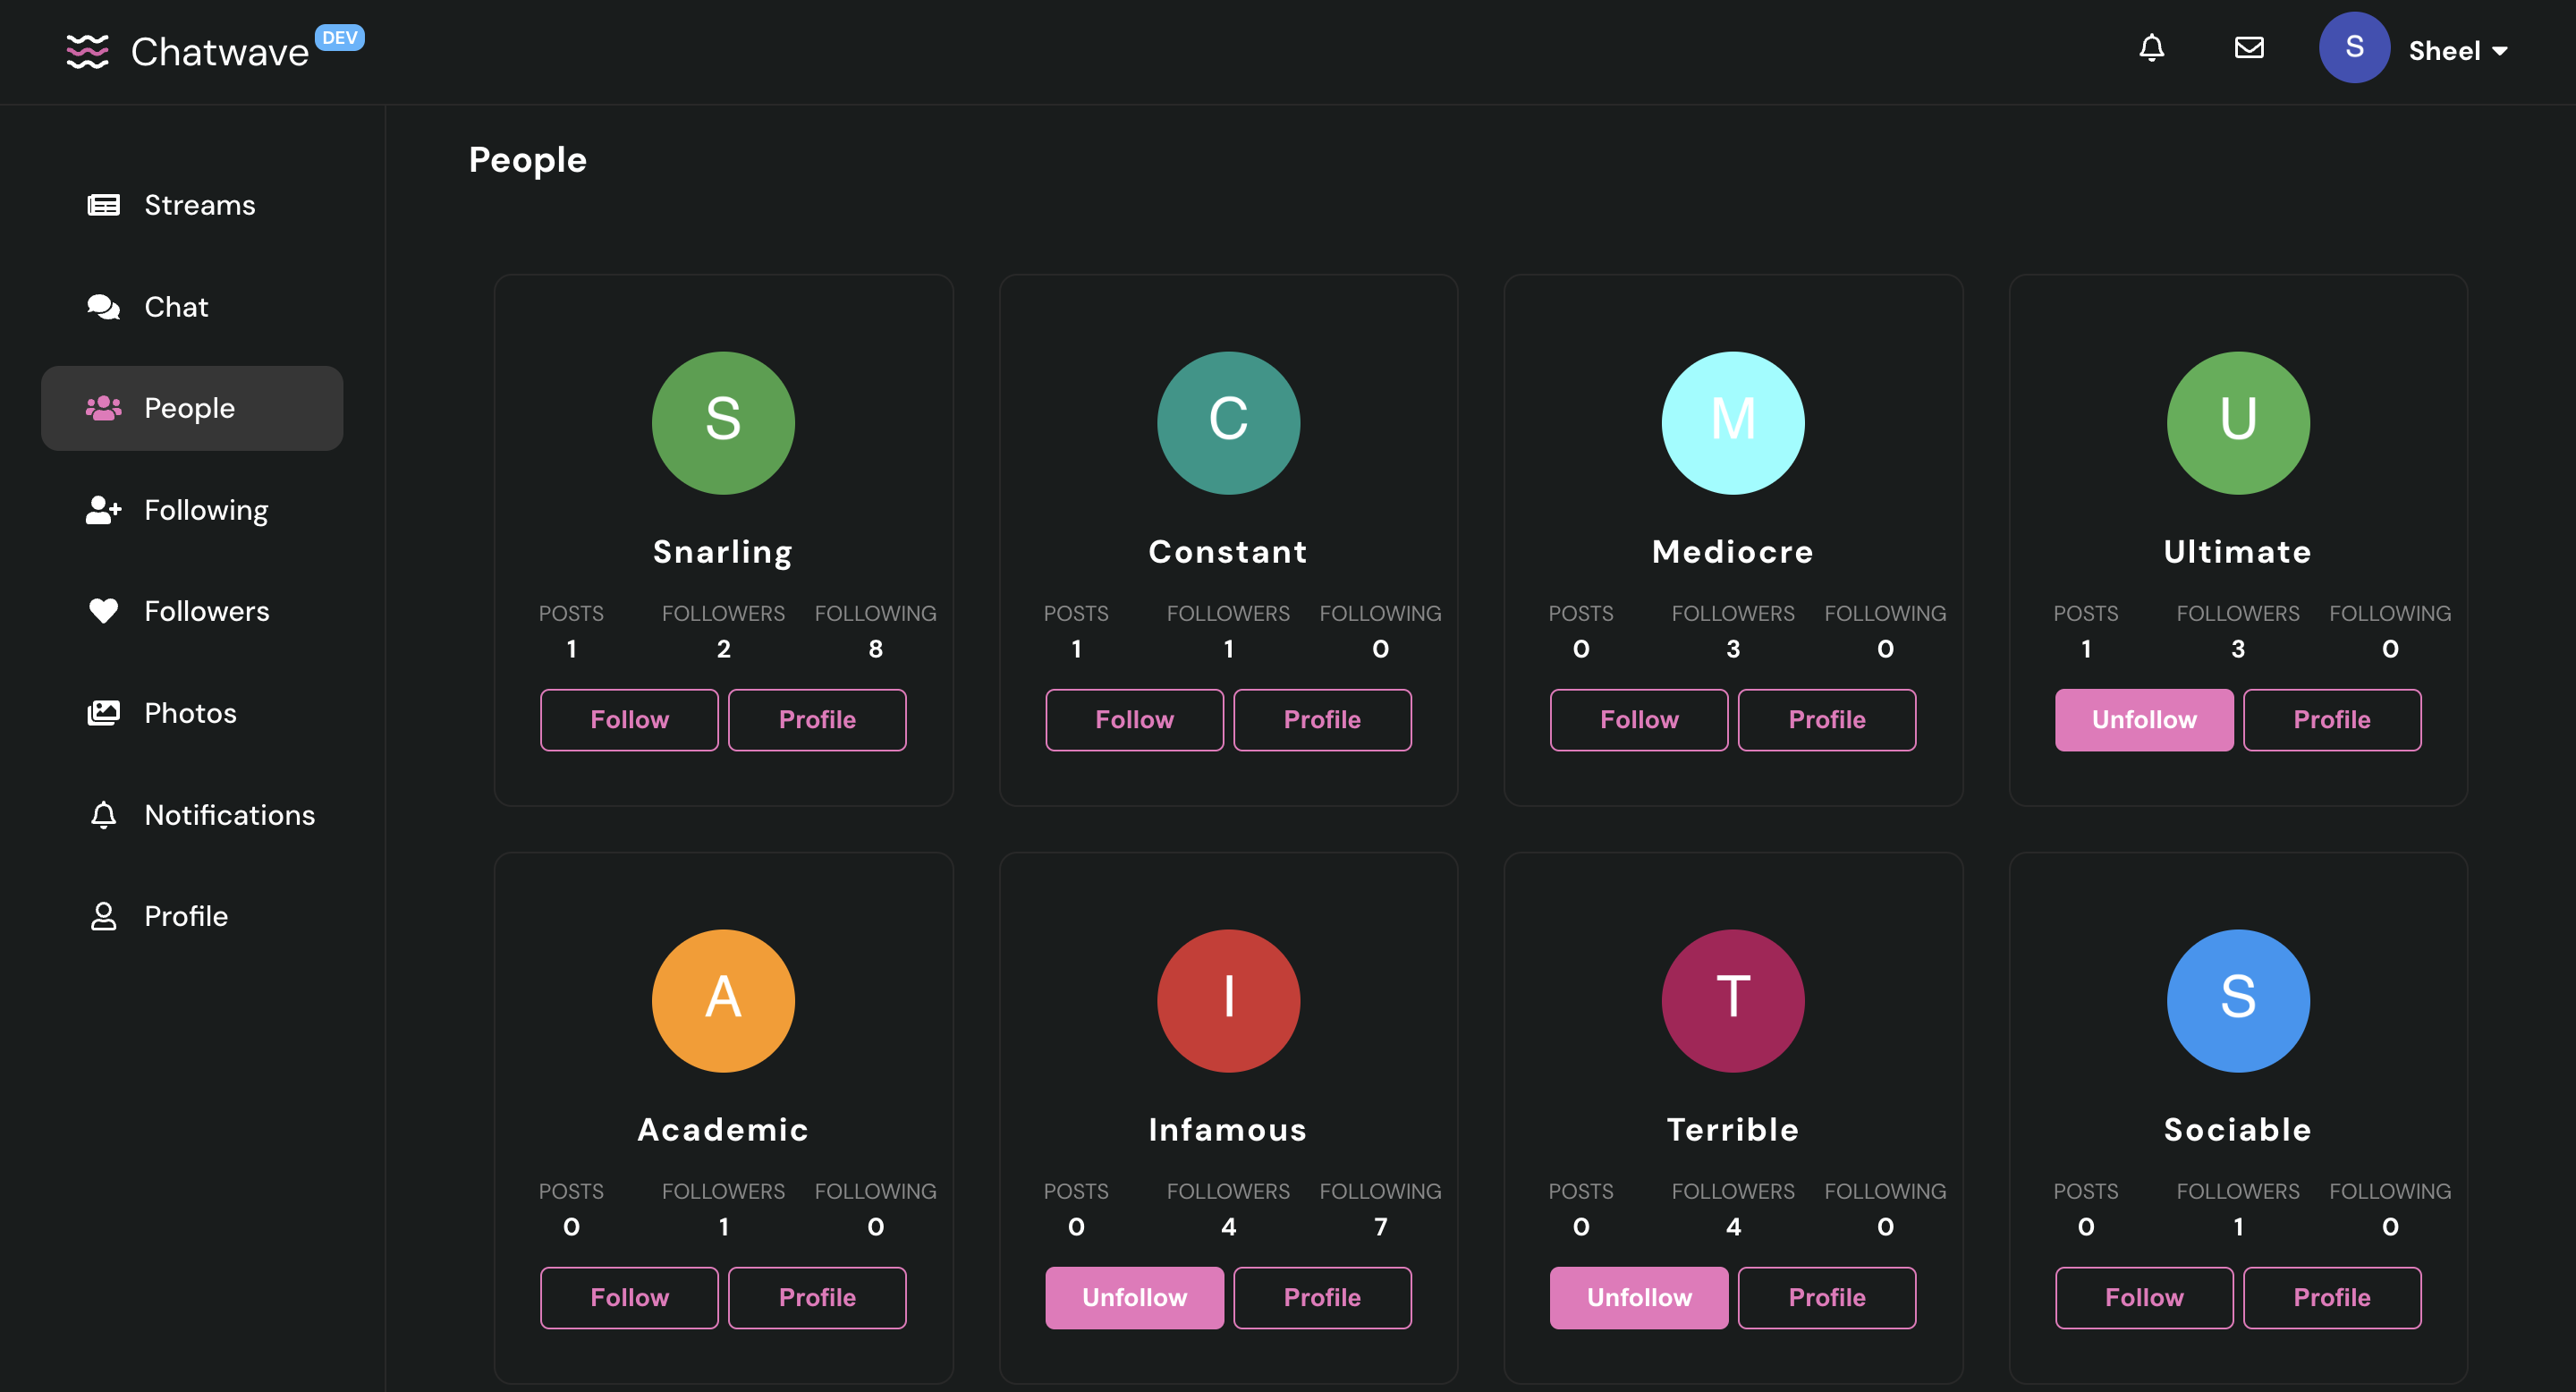 Chatwave DEV
S Sheel
Streams
Chat
People
Following
Followers
Photos
Notifications
Profile
People
S
Snarling
POSTS FOLLOWERS FOLLOWING
1 2 8
Follow Profile
C
Constant
POSTS FOLLOWERS FOLLOWING
1 1 0
Follow Profile
M
Mediocre
POSTS FOLLOWERS FOLLOWING
0 3 0
Follow Profile
U
Ultimate
POSTS FOLLOWERS FOLLOWING
1 3 0
Unfollow Profile
A
Academic
POSTS FOLLOWERS FOLLOWING
0 1 0
Follow Profile
I
Infamous
POSTS FOLLOWERS FOLLOWING
0 4 7
Unfollow Profile
T
Terrible
POSTS FOLLOWERS FOLLOWING
0 4 0
Unfollow Profile
S
Sociable
POSTS FOLLOWERS FOLLOWING
0 1 0
Follow Profile